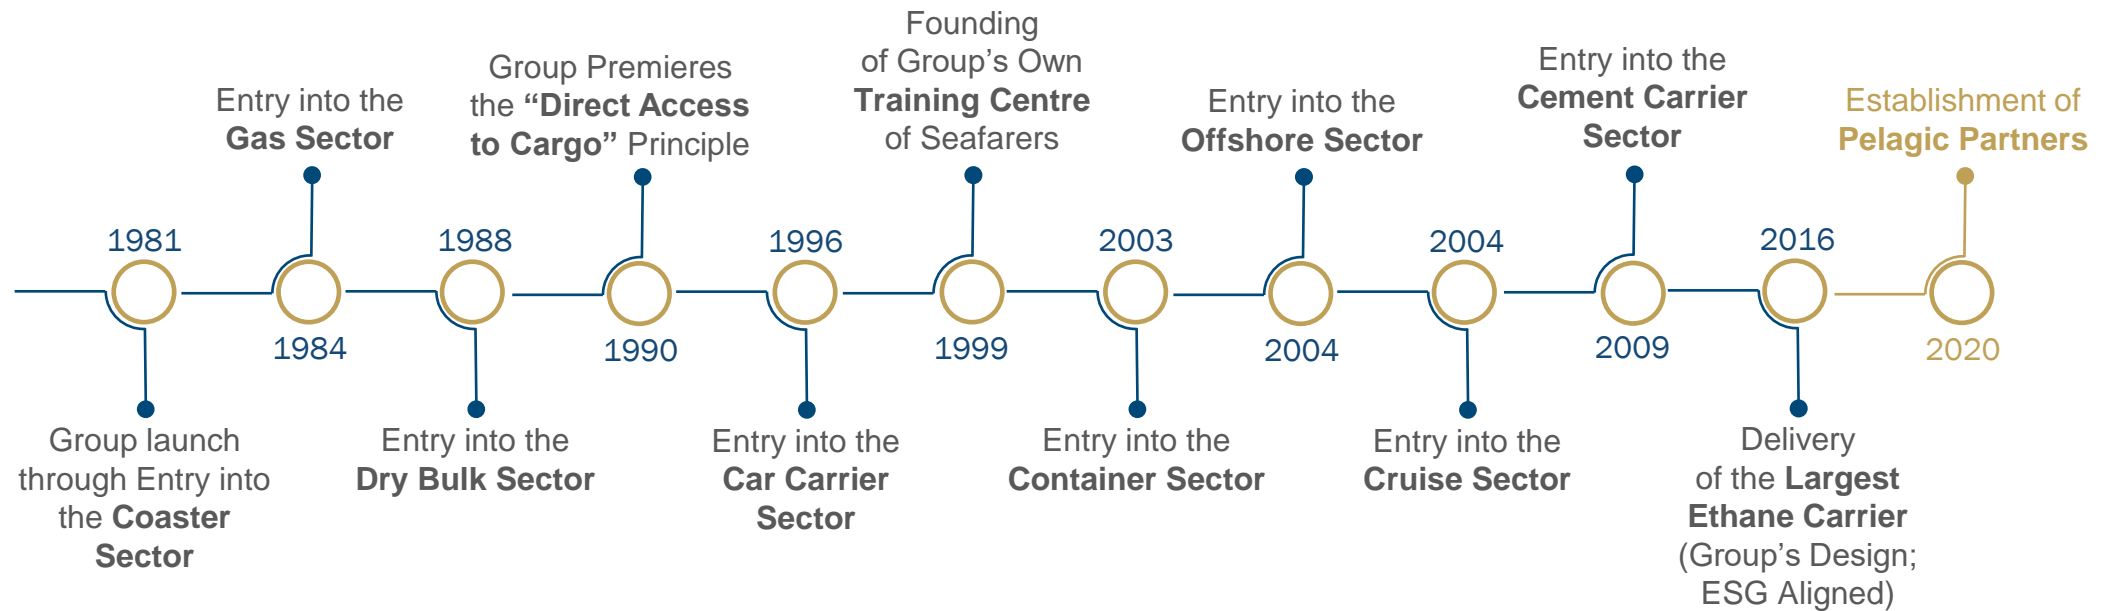 1981
Group launch
through Entry into
the Coaster
Sector
Entry into the
Gas Sector
1984
1988
Entry into the
Dry Bulk Sector
Group Premieres
the “Direct Access
to Cargo” Principle
1990
1996
Entry into the
Car Carrier
Sector
Founding
of Group’s Own
Training Centre
of Seafarers
1999
2003
Entry into the
Container Sector
Entry into the
Offshore Sector
2004
2004
Entry into the
Cruise Sector
Entry into the
Cement Carrier
Sector
2009
2016
Delivery
of the Largest
Ethane Carrier
(Group’s Design;
ESG Aligned)
Establishment of
Pelagic Partners
2020